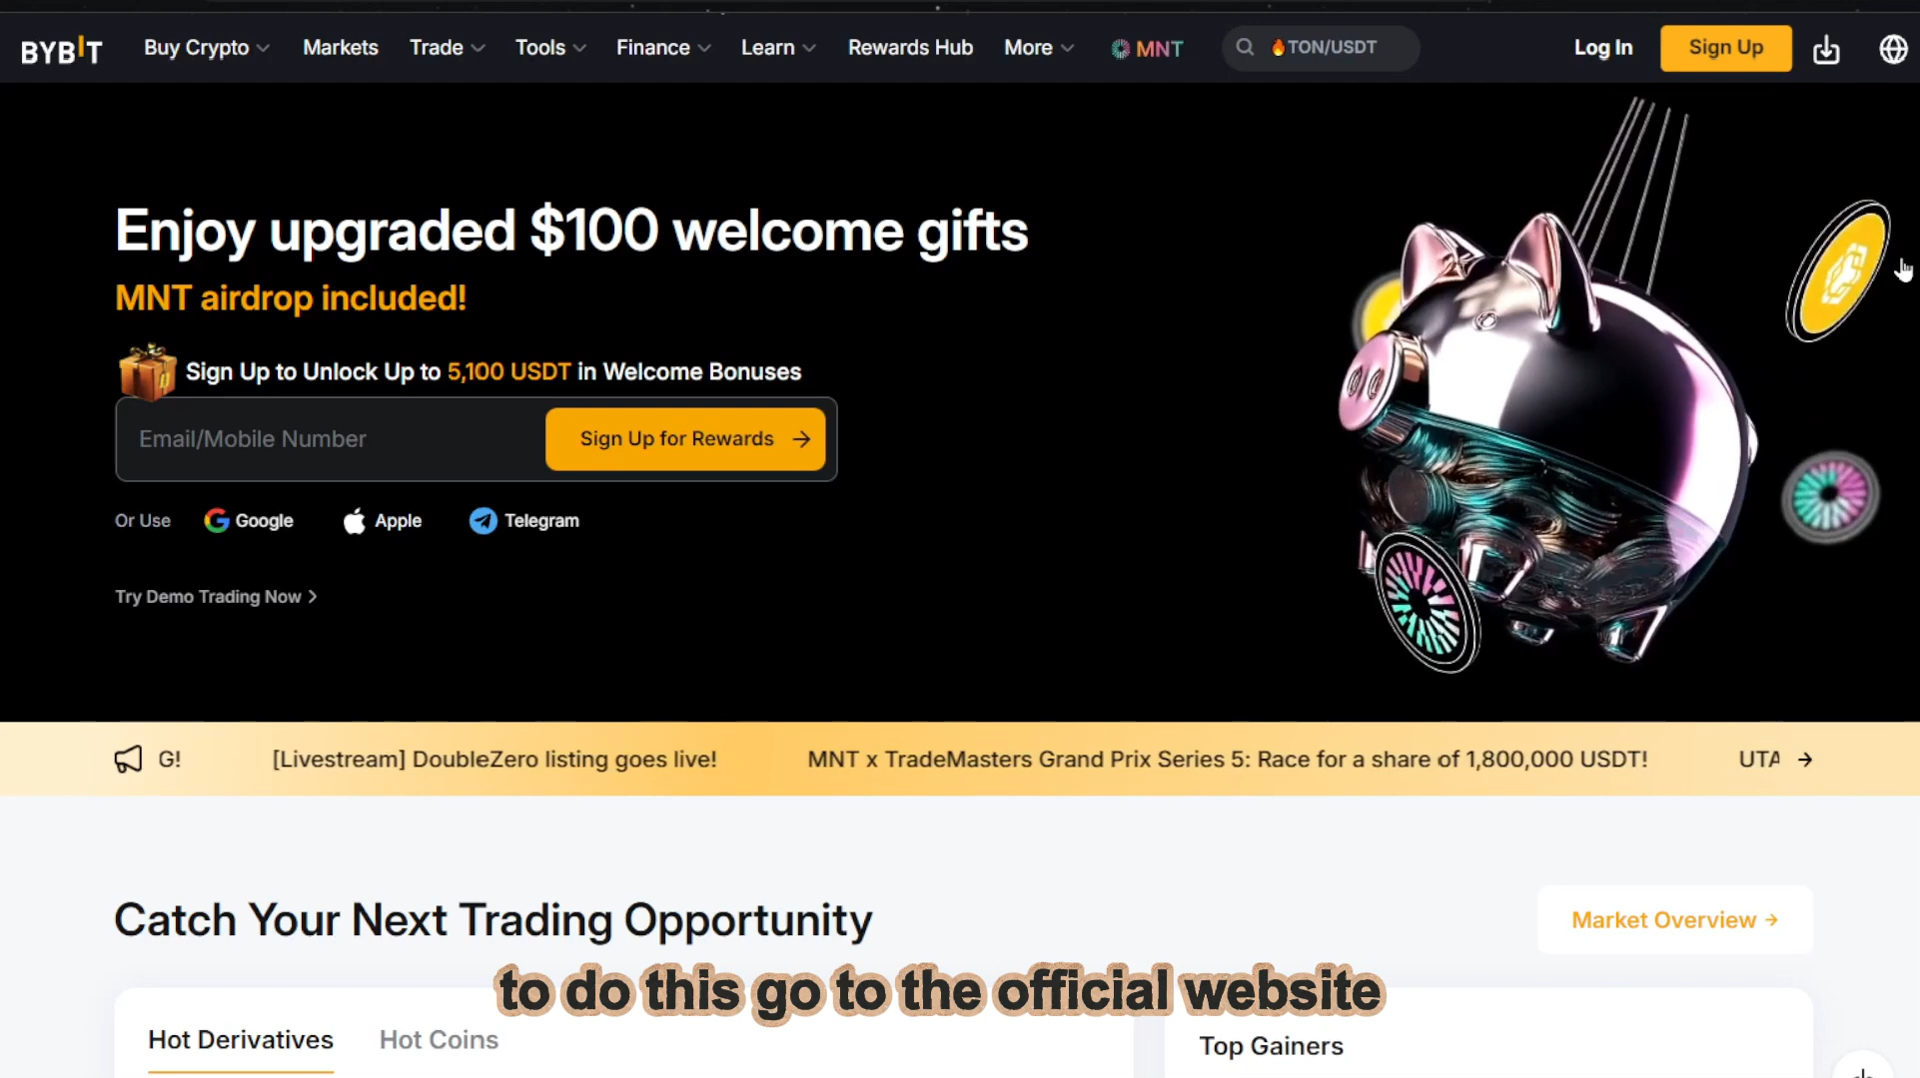 BYBIT Buy Crypto Markets Trade Tools Finance Learn Rewards Hub More MNT TON/USDT Log In Sign Up
Enjoy upgraded $100 welcome gifts
MNT airdrop included!
Sign Up to Unlock Up to 5,100 USDT in Welcome Bonuses
Email/Mobile Number Sign Up for Rewards →
Or Use Google Apple Telegram
Try Demo Trading Now >
G! [Livestream] DoubleZero listing goes live! MNT x TradeMasters Grand Prix Series 5: Race for a share of 1,800,000 USDT! UTA →
Catch Your Next Trading Opportunity Market Overview →
to do this go to the official website
Hot Derivatives Hot Coins Top Gainers